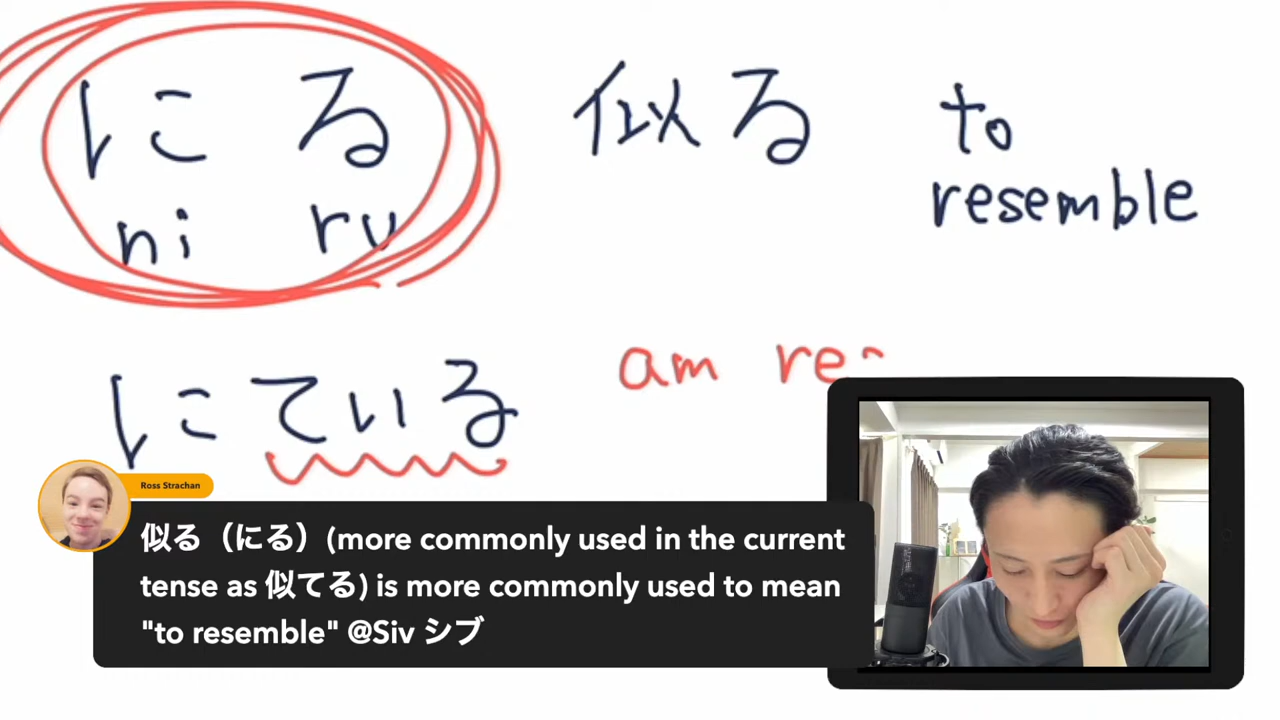 にる 似る to
ni ru resemble
にている am re
Ross Strachan
似る（にる）(more commonly used in the current
tense as 似てる) is more commonly used to mean
"to resemble" @Siv シブ